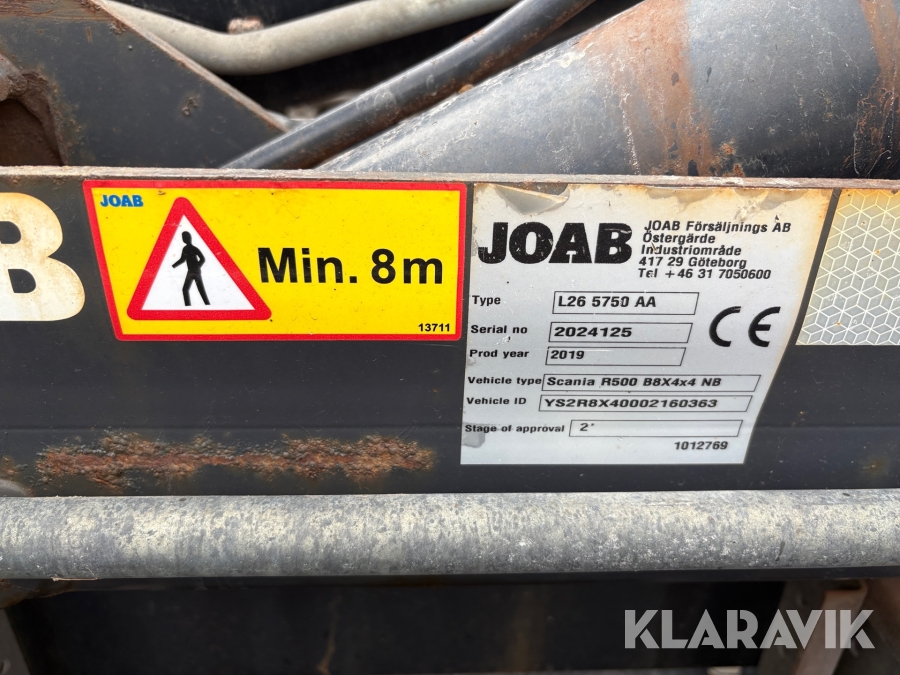 B
JOAB
Min. 8m
13711
JOAB
JOAB Försäljnings AB
Östergärde
Industriområde
417 29 Göteborg
Tel +46 31 7050600
Type L26 5750 AA
Serial no 2024125
Prod year 2019
Vehicle type Scania R500 B8X4x4 NB
Vehicle ID YS2R8X40002160363
Stage of approval 2*
1012769
CE
KLARAVIK